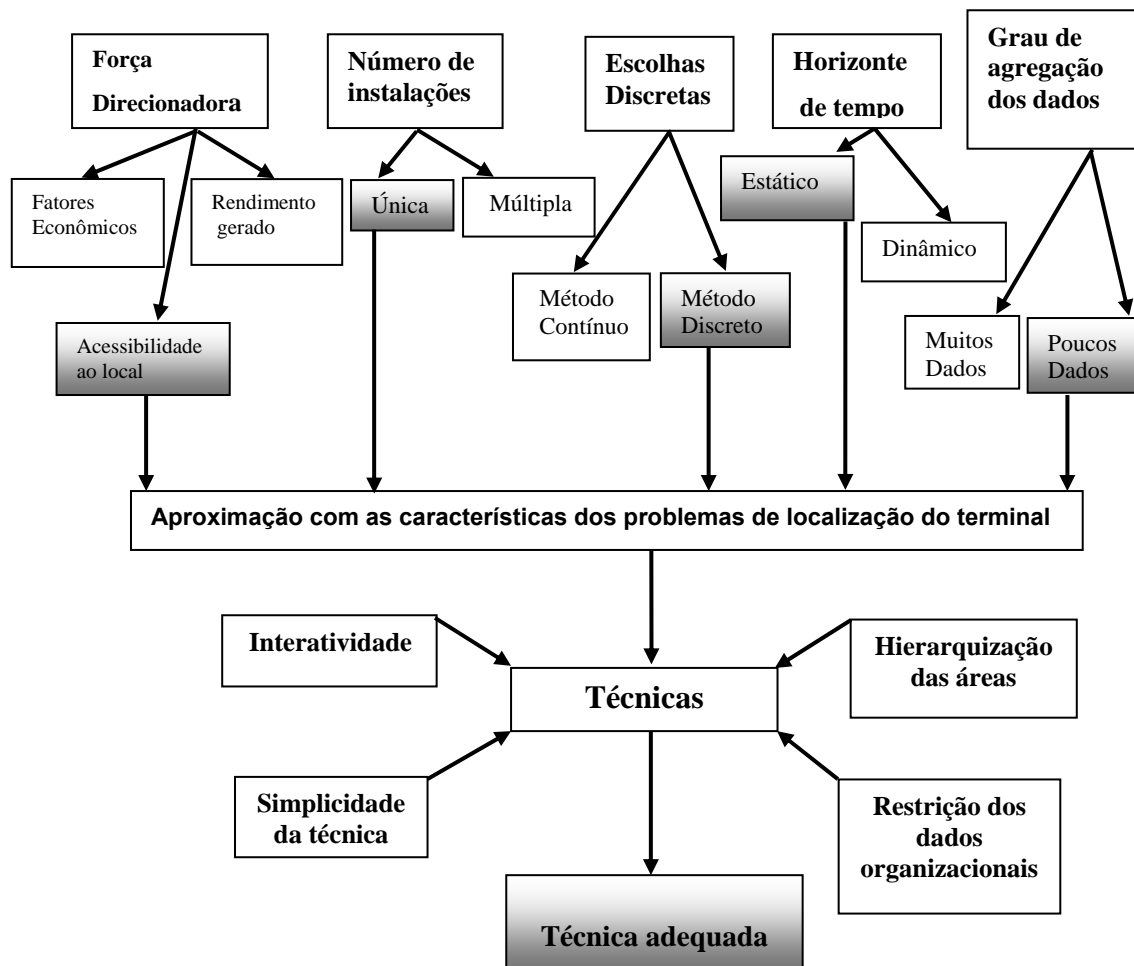 Força
Direcionadora
Número de
instalações
Escolhas
Discretas
Horizonte
de tempo
Grau de
agregação
dos dados
Fatores
Econômicos
Rendimento
gerado
Única
Múltipla
Estático
Dinâmico
Método
Contínuo
Método
Discreto
Acessibilidade
ao local
Muitos
Dados
Poucos
Dados
Aproximação com as características dos problemas de localização do terminal
Interatividade
Hierarquização
das áreas
Técnicas
Simplicidade
da técnica
Restrição dos
dados
organizacionais
Técnica adequada